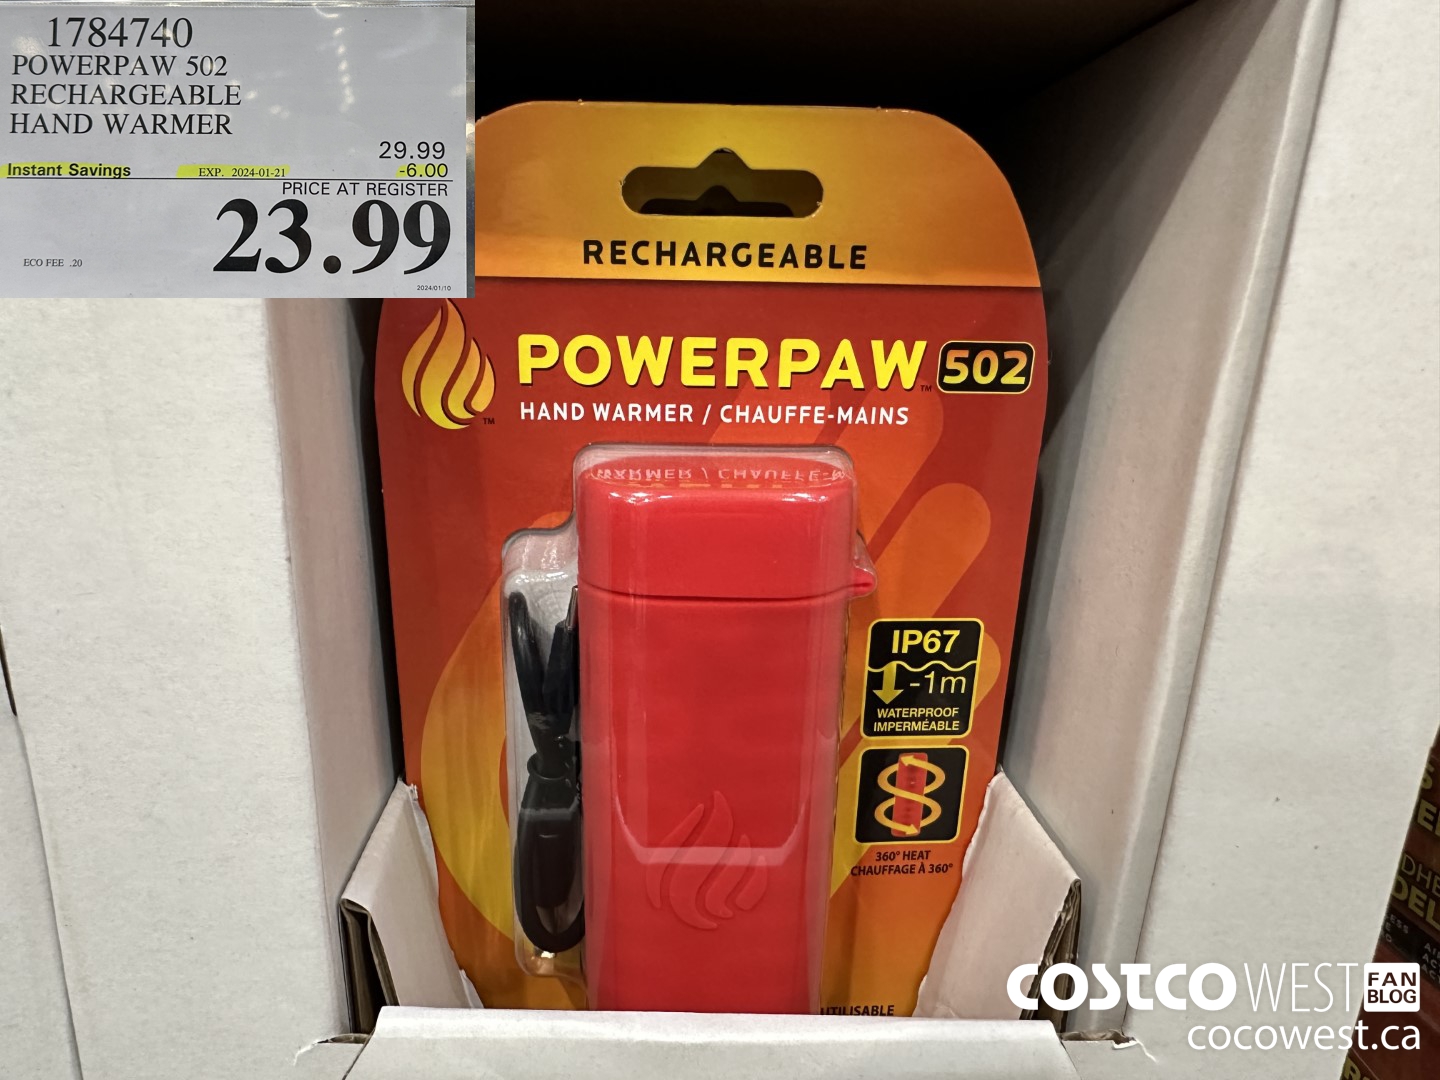 1784740
POWERPAW 502
RECHARGEABLE
HAND WARMER
29.99
Instant Savings EXP. 2024-01-21 -6.00
PRICE AT REGISTER
23.99
ECO FEE .20
2024/01/10
RECHARGEABLE
POWERPAW™ 502
™
HAND WARMER / CHAUFFE-MAINS
IP67
-1m
WATERPROOF
IMPERMÉABLE
360° HEAT
CHAUFFAGE À 360°
UTILISABLE
COSTCO WEST FAN BLOG
cocowest.ca